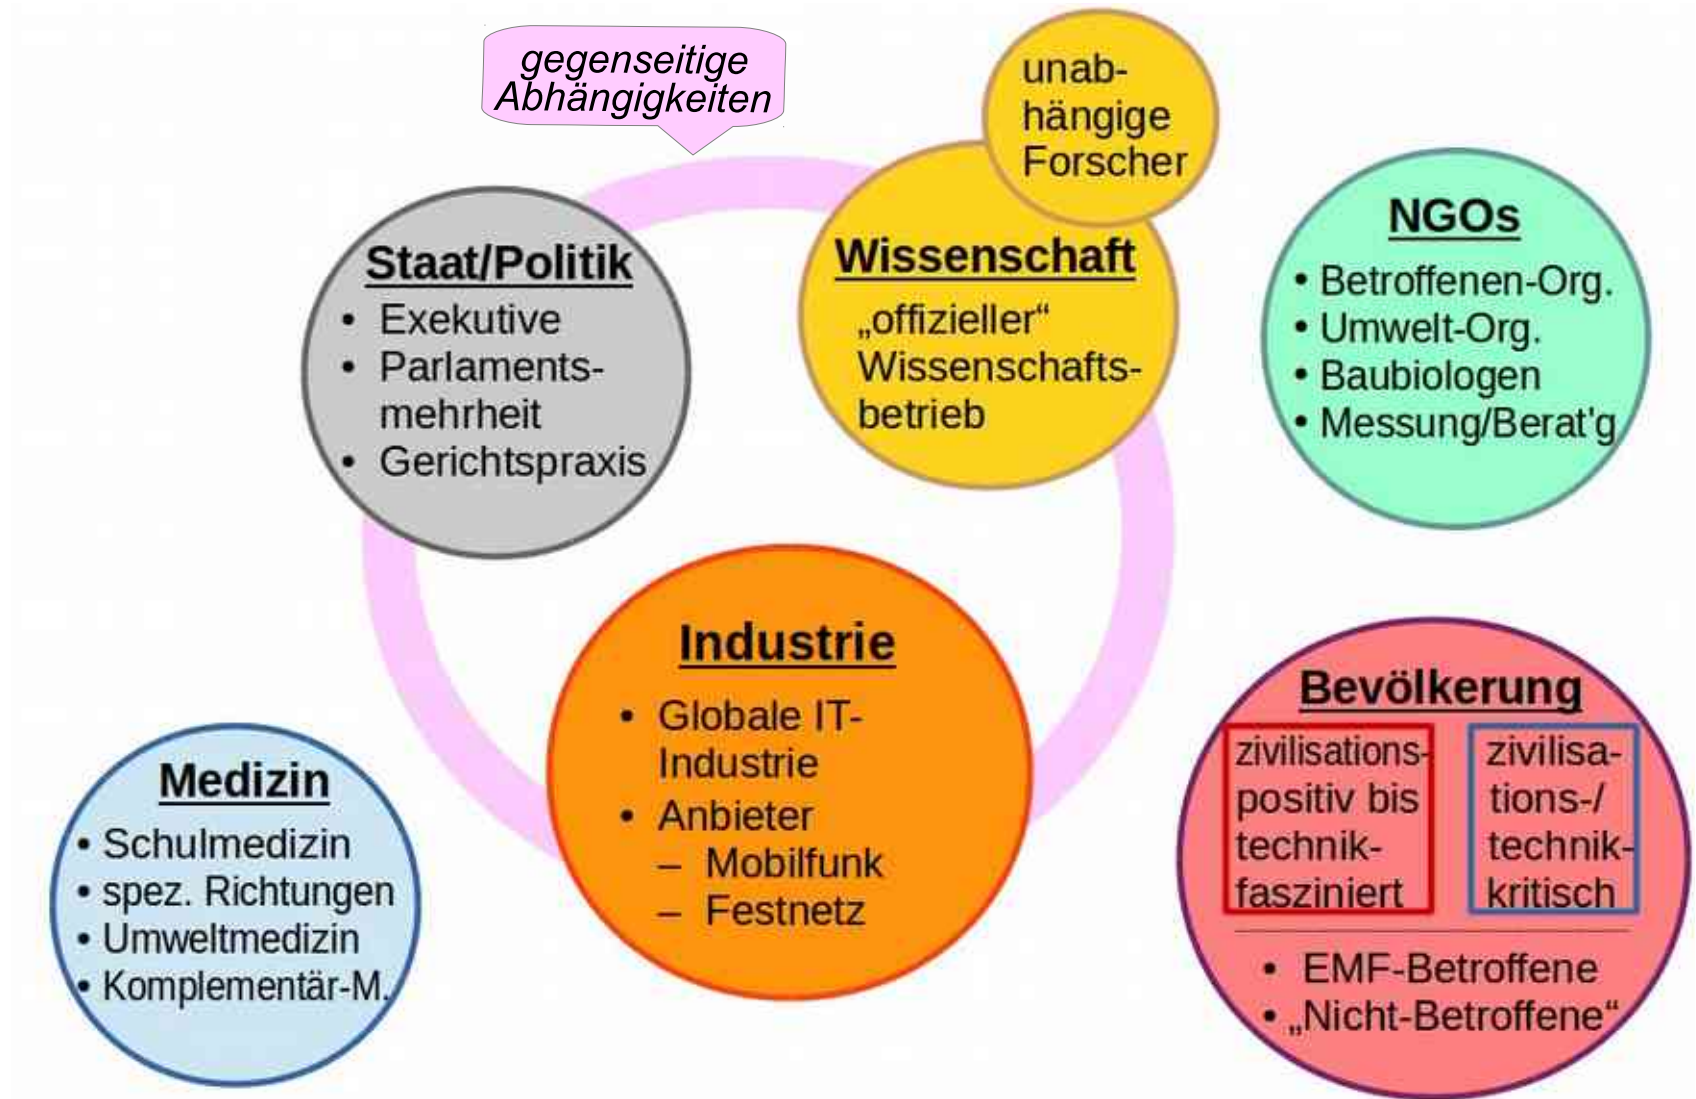 gegenseitige
Abhängigkeiten
unab-
hängige
Forscher
Staat/Politik
• Exekutive
• Parlaments-
mehrheit
• Gerichtspraxis
Wissenschaft
„offizieller“
Wissenschafts-
betrieb
NGOs
• Betroffenen-Org.
• Umwelt-Org.
• Baubiologen
• Messung/Berat'g
Industrie
• Globale IT-
Industrie
• Anbieter
– Mobilfunk
– Festnetz
Medizin
• Schulmedizin
• spez. Richtungen
• Umweltmedizin
• Komplementär-M.
Bevölkerung
zivilisations-
positiv bis
technik-
fasziniert
zivilisa-
tions-/
technik-
kritisch
• EMF-Betroffene
• „Nicht-Betroffene“